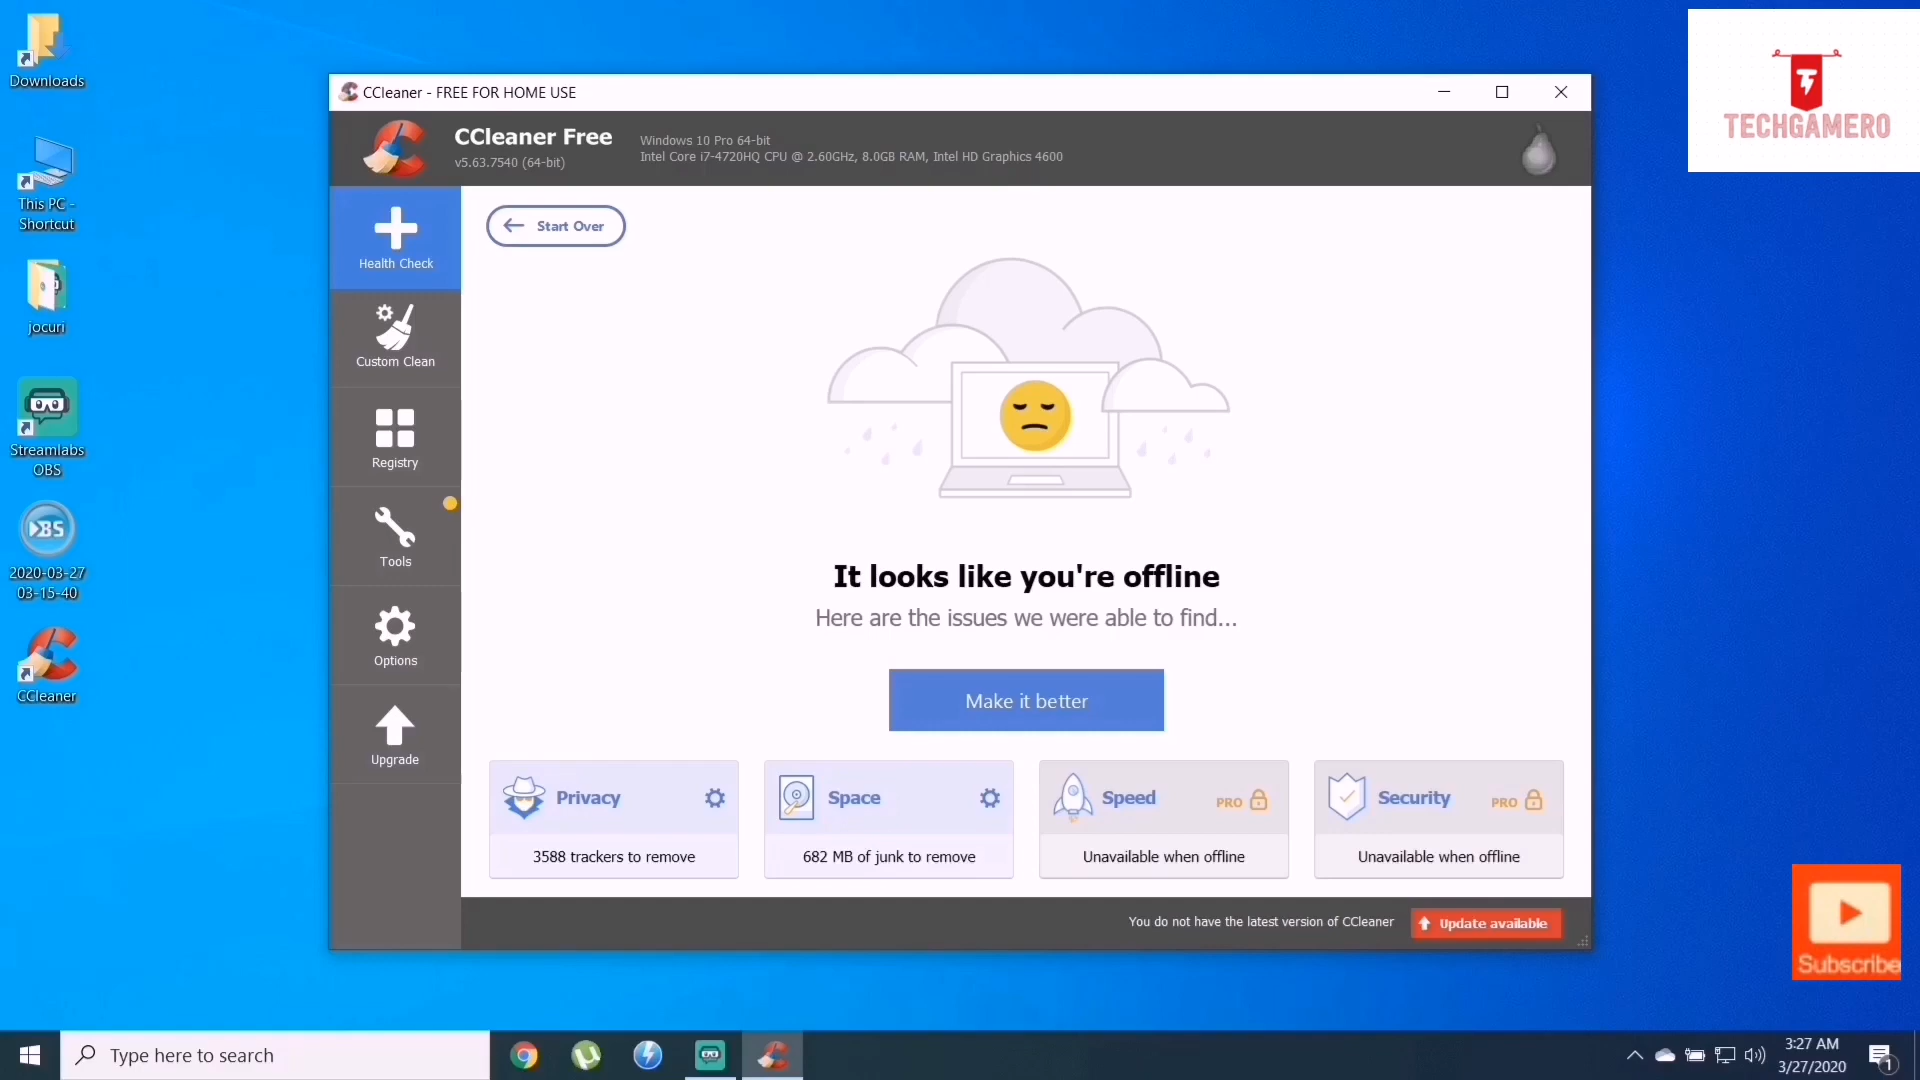 Downloads
This PC -
Shortcut
jocuri
Streamlabs
OBS
2020-03-27
03-15-40
CCleaner
CCleaner - FREE FOR HOME USE
CCleaner Free
v5.63.7540 (64-bit)
Windows 10 Pro 64-bit
Intel Core i7-4720HQ CPU @ 2.60GHz, 8.0GB RAM, Intel HD Graphics 4600
Health Check
Custom Clean
Registry
Tools
Options
Upgrade
Start Over
It looks like you're offline
Here are the issues we were able to find...
Make it better
Privacy
3588 trackers to remove
Space
682 MB of junk to remove
Speed PRO
Unavailable when offline
Security PRO
Unavailable when offline
You do not have the latest version of CCleaner
Update available
TECHGAMERO
Subscribe
Type here to search
3:27 AM
3/27/2020
1